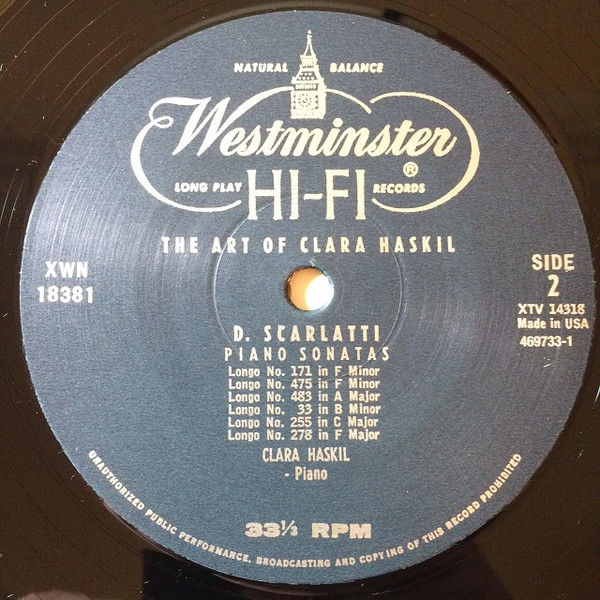 NATURAL BALANCE
Westminster ®
LONG PLAY HI-FI RECORDS
THE ART OF CLARA HASKIL
XWN
18381
SIDE
2
XTV 14318
Made in USA
469733-1
D. SCARLATTI
PIANO SONATAS
Longo No. 171 in F Minor
Longo No. 475 in F Minor
Longo No. 483 in A Major
Longo No. 33 in B Minor
Longo No. 255 in C Major
Longo No. 278 in F Major
CLARA HASKIL
- Piano
33⅓ RPM
UNAUTHORIZED PUBLIC PERFORMANCE, BROADCASTING AND COPYING OF THIS RECORD PROHIBITED